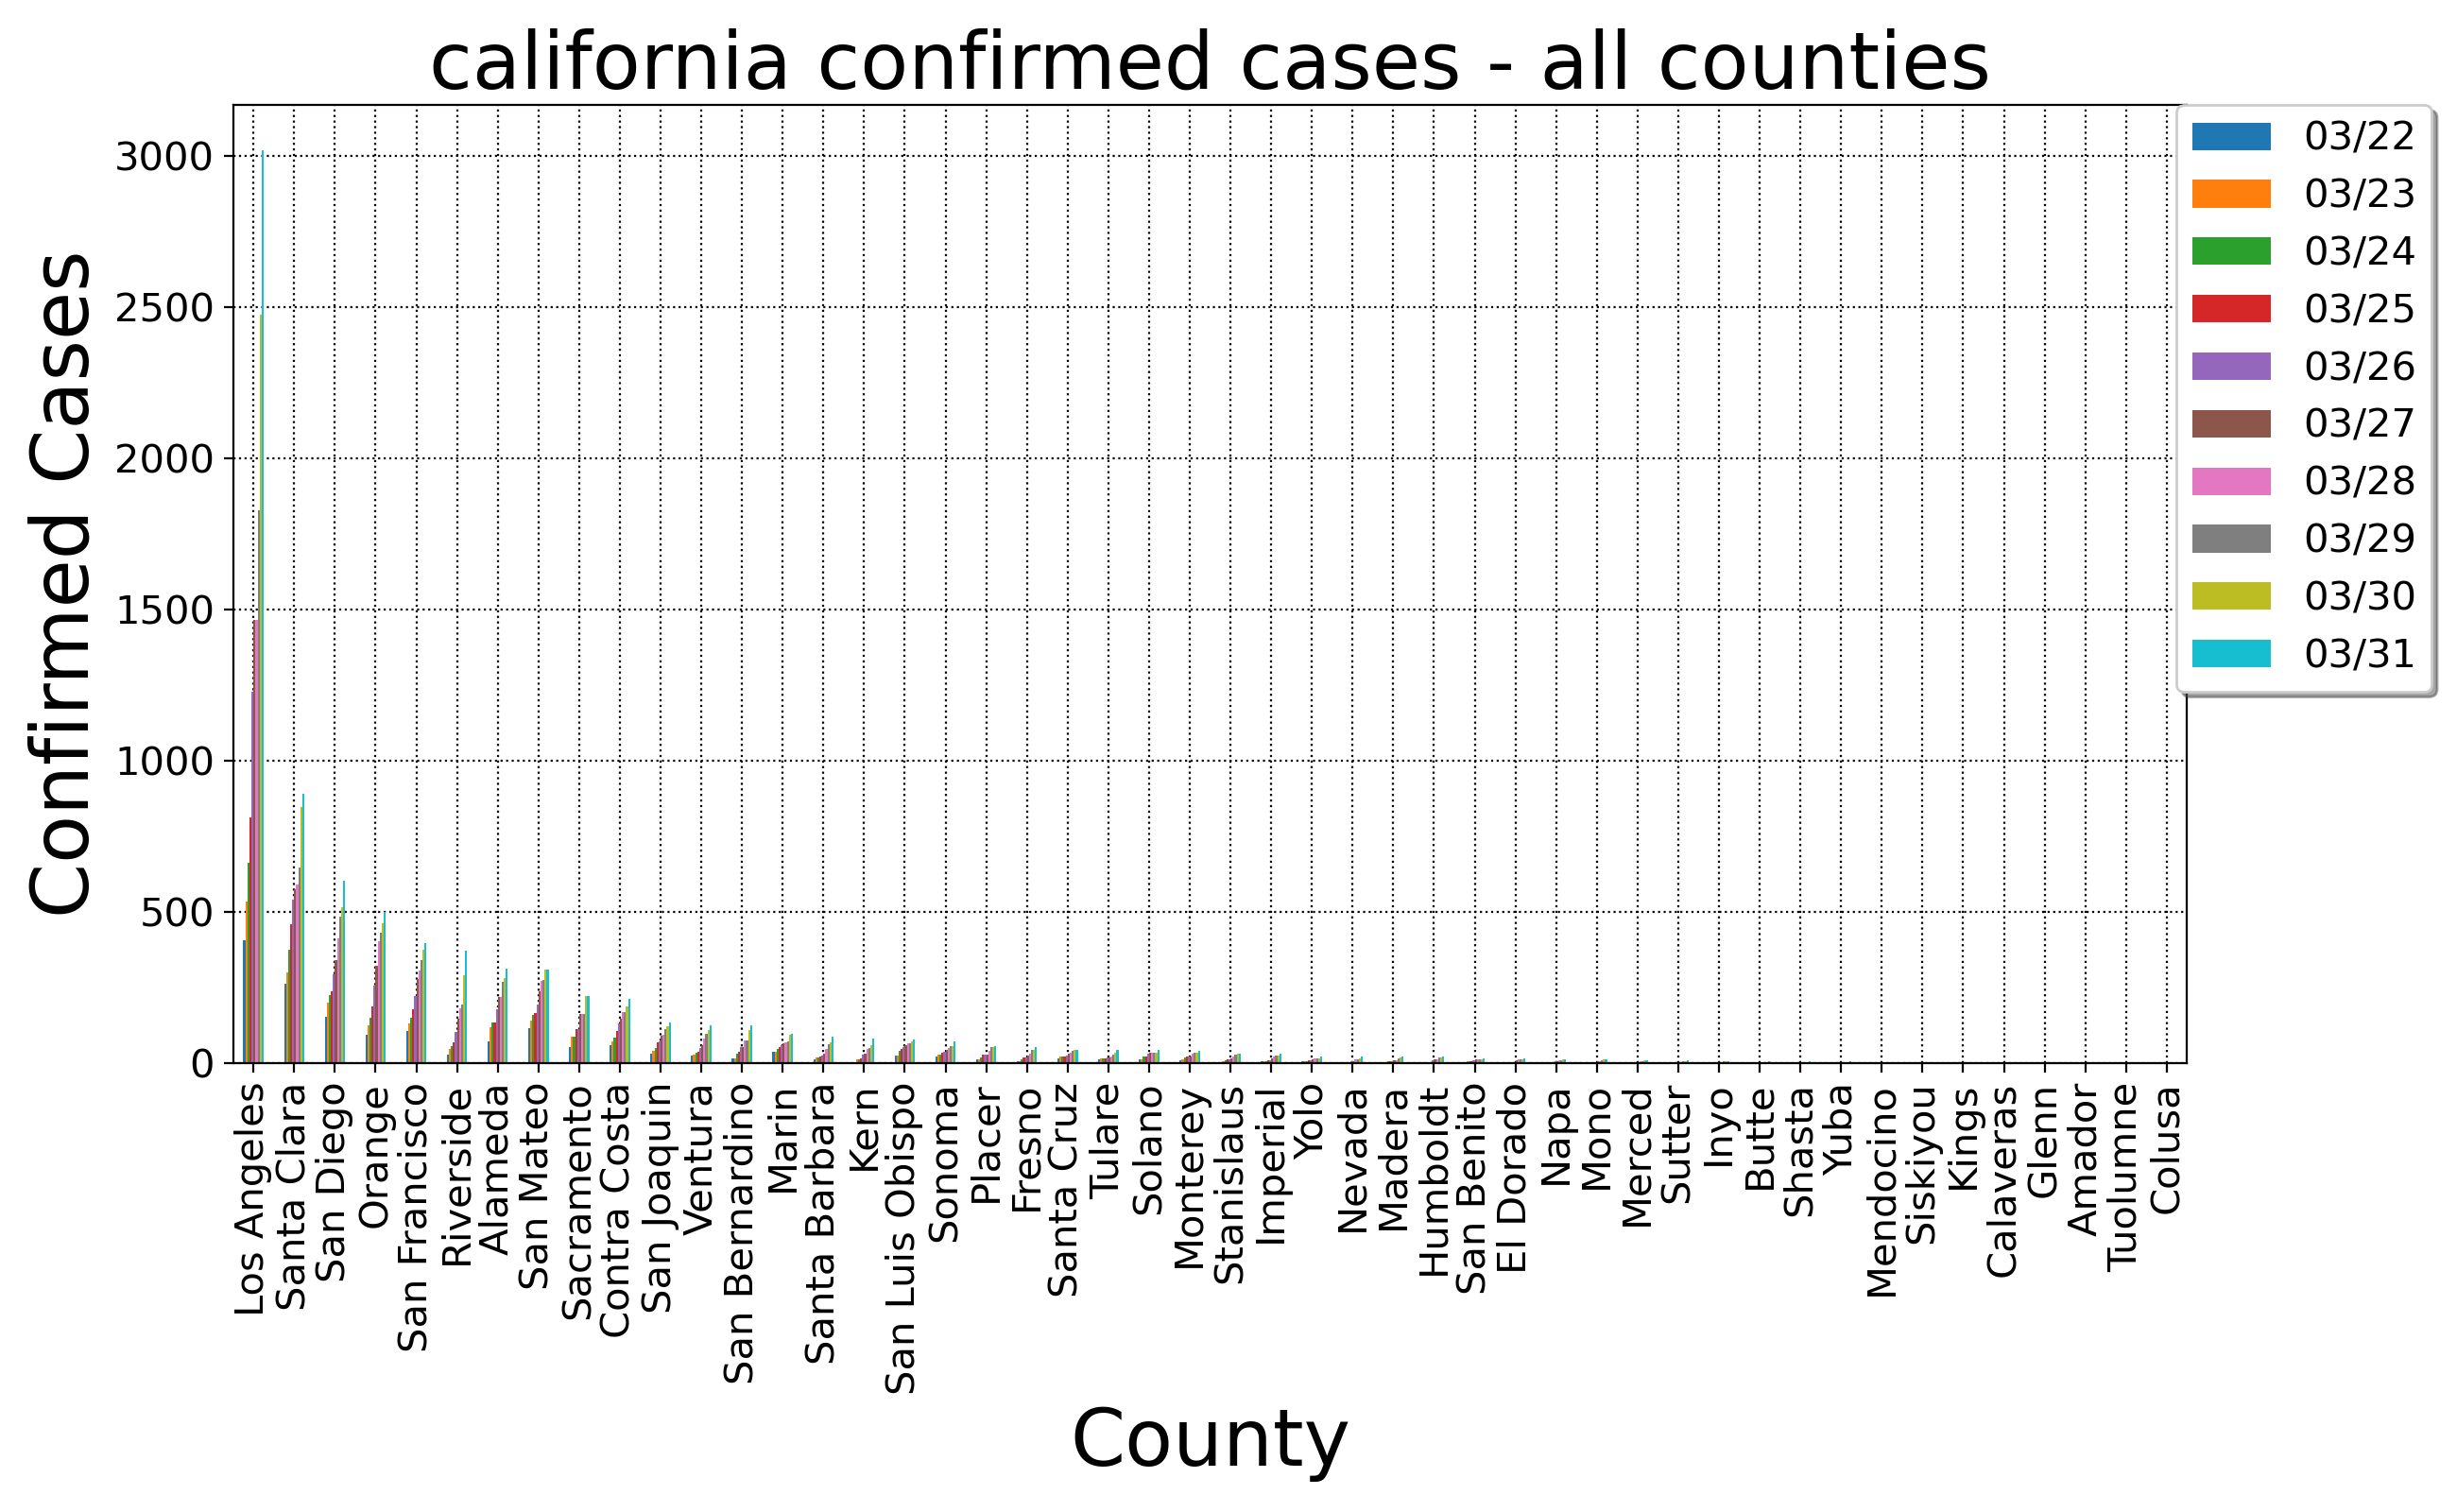 california confirmed cases - all counties
Confirmed Cases
3000
2500
2000
1500
1000
500
0
03/22
03/23
03/24
03/25
03/26
03/27
03/28
03/29
03/30
03/31
Los Angeles
Santa Clara
San Diego
Orange
San Francisco
Riverside
Alameda
San Mateo
Sacramento
Contra Costa
San Joaquin
Ventura
San Bernardino
Marin
Santa Barbara
Kern
San Luis Obispo
Sonoma
Placer
Fresno
Santa Cruz
Tulare
Solano
Monterey
Stanislaus
Imperial
Yolo
Nevada
Madera
Humboldt
San Benito
El Dorado
Napa
Mono
Merced
Sutter
Inyo
Butte
Shasta
Yuba
Mendocino
Siskiyou
Kings
Calaveras
Glenn
Amador
Tuolumne
Colusa
County